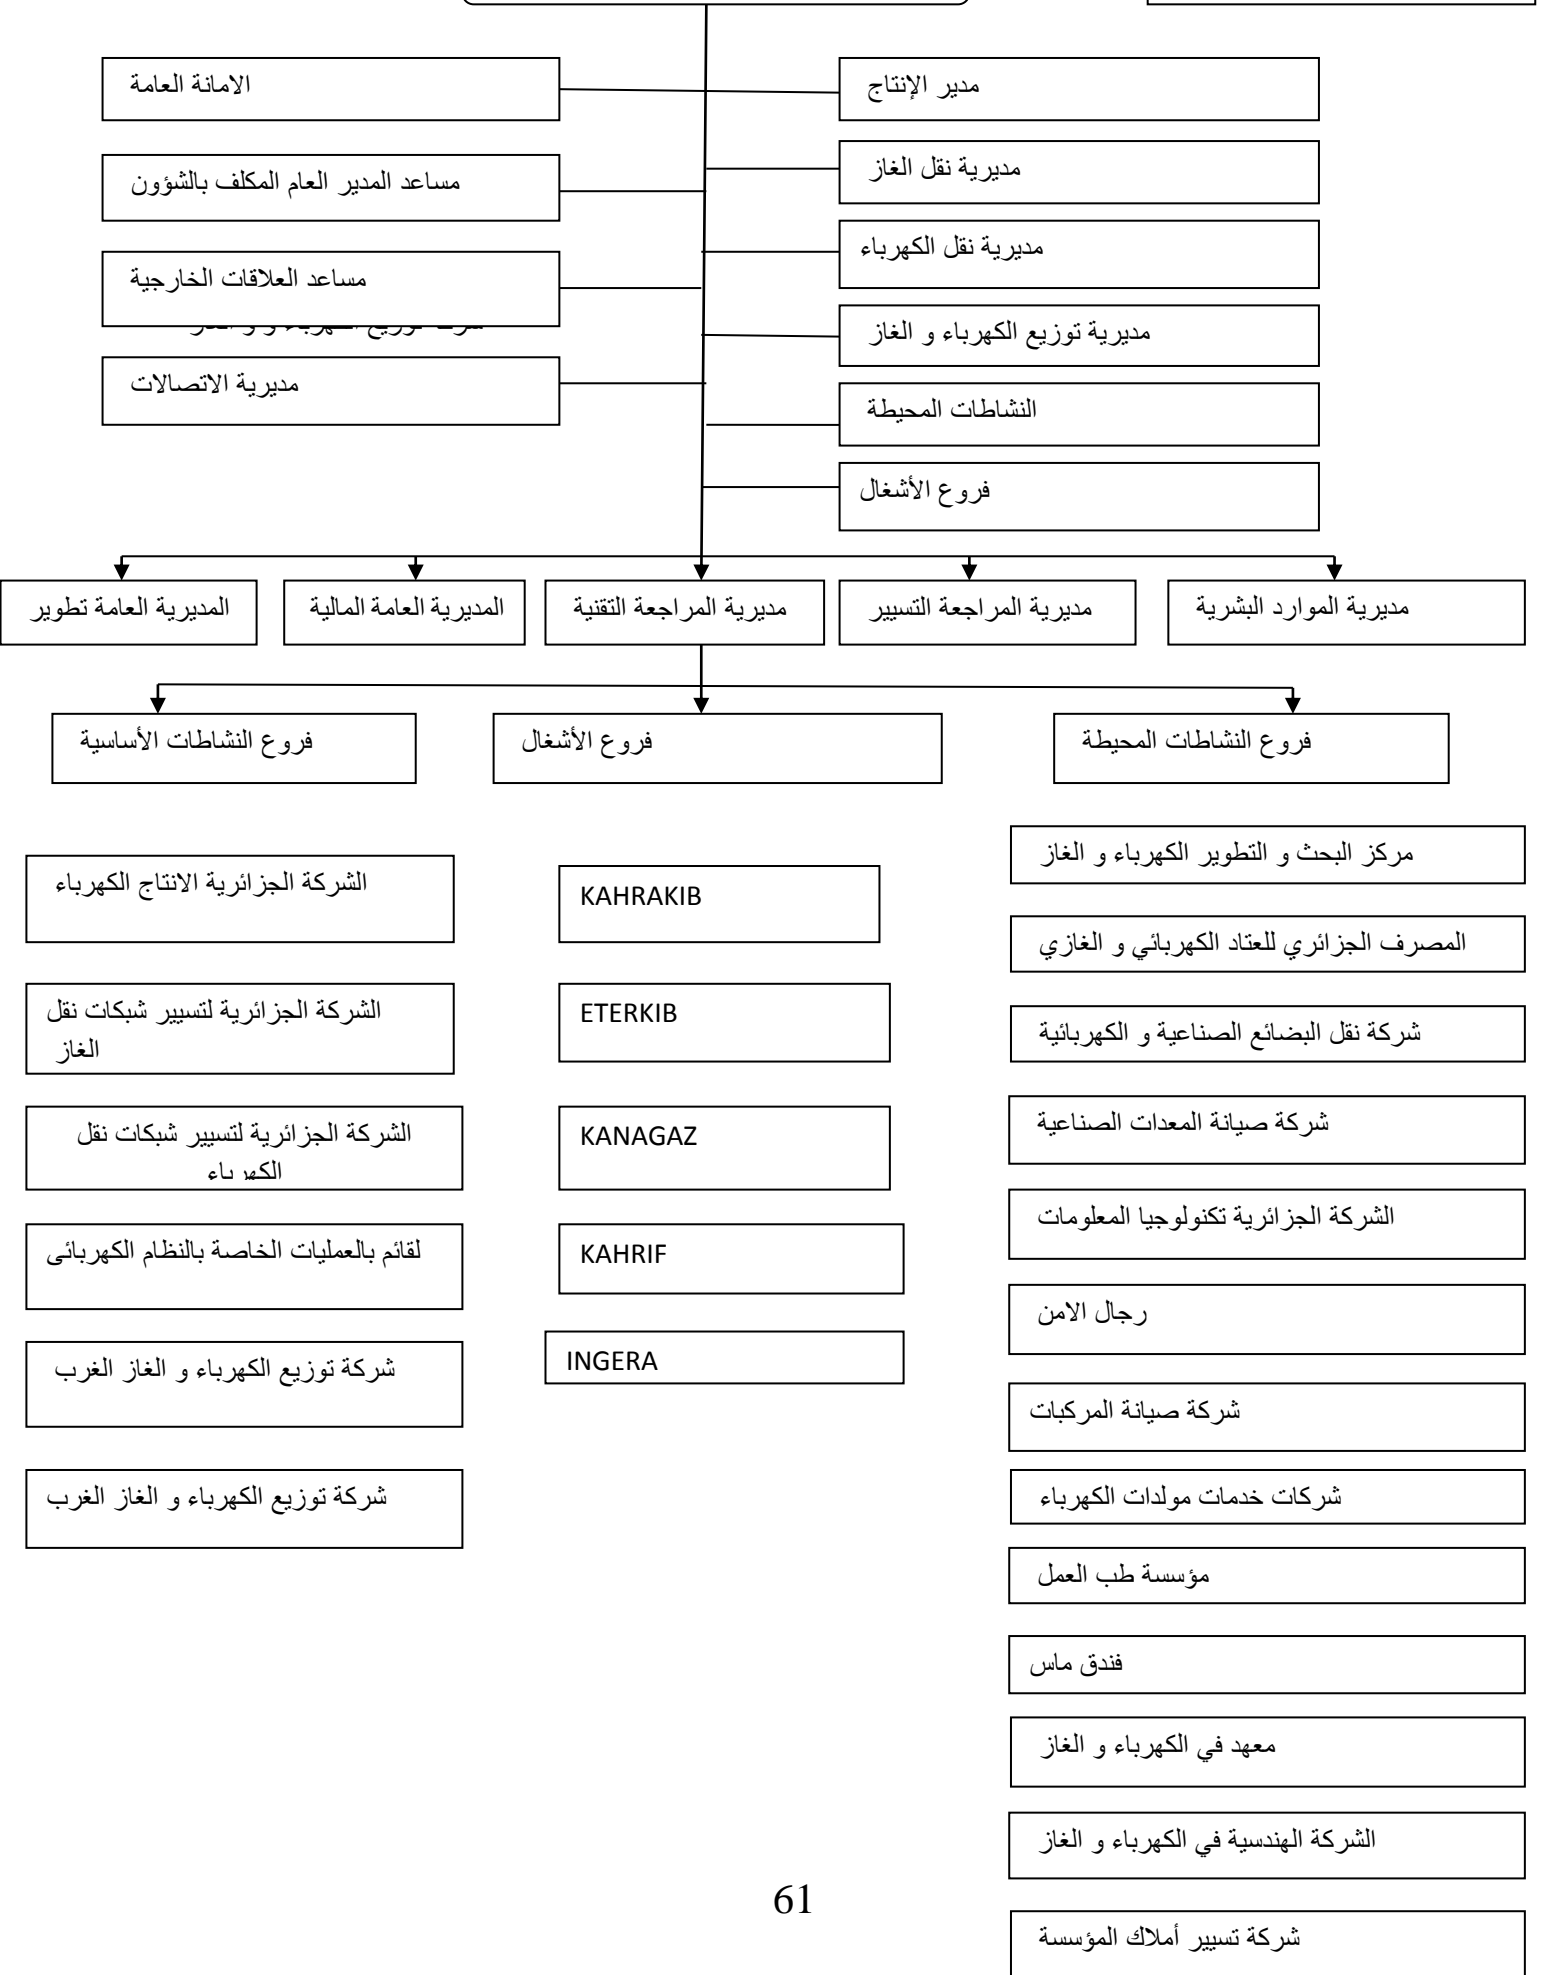 مدير الإنتاج
الامانة العامة
مديرية نقل الغاز
مساعد المدير العام المكلف بالشؤون
مديرية نقل الكهرباء
مساعد العلاقات الخارجية
مديرية توزيع الكهرباء و الغاز
مديرية الاتصالات
النشاطات المحيطة
فروع الأشغال
مديرية الموارد البشرية
مديرية المراجعة التسيير
مديرية المراجعة التقنية
المديرية العامة المالية
المديرية العامة تطوير
فروع النشاطات المحيطة
فروع الأشغال
فروع النشاطات الأساسية
مركز البحث و التطوير الكهرباء و الغاز
المصرف الجزائري للعتاد الكهربائي و الغازي
شركة نقل البضائع الصناعية و الكهربائية
شركة صيانة المعدات الصناعية
الشركة الجزائرية تكنولوجيا المعلومات
رجال الامن
شركة صيانة المركبات
شركات خدمات مولدات الكهرباء
مؤسسة طب العمل
فندق ماس
معهد في الكهرباء و الغاز
الشركة الهندسية في الكهرباء و الغاز
شركة تسيير أملاك المؤسسة
KAHRAKIB
ETERKIB
KANAGAZ
KAHRIF
INGERA
الشركة الجزائرية الانتاج الكهرباء
الشركة الجزائرية لتسيير شبكات نقل
الغاز
الشركة الجزائرية لتسيير شبكات نقل
الكهرباء
لقائم بالعمليات الخاصة بالنظام الكهربائى
شركة توزيع الكهرباء و الغاز الغرب
شركة توزيع الكهرباء و الغاز الغرب
61